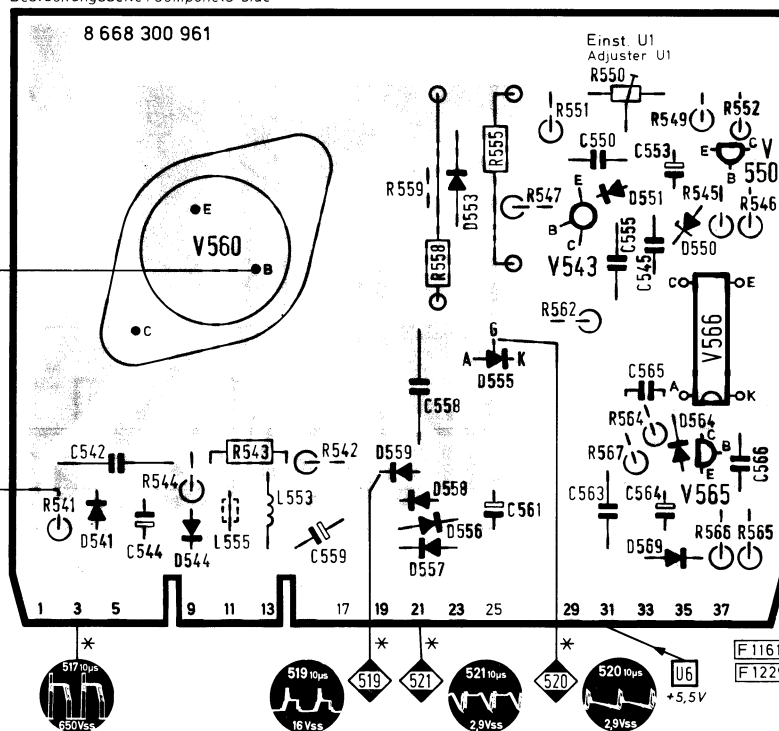 8 668 300 961
Einst. U1
Adjuster U1
R550
R551
R549
R552
C550
C553
E
C
V
550
B
R555
R559
D553
R547
E
D551
R545
R546
B
C
V543
C555
C545
D550
E
V560
B
C
R558
C
E
R562
V566
G
A
K
D555
C565
A
K
C558
R564
D564
C
B
E
R567
V565
C566
C542
R543
R542
D559
R544
L553
D558
C561
C563
C564
R541
D541
C544
D544
L555
C559
D556
D557
D569
R566
R565
1 3 5 9 11 13 17 19 21 23 25 29 31 33 35 37
* * * *
517 10µs
650Vss
519 10µs
16Vss
519
521
521 10µs
2,9Vss
520
520 10µs
2,9Vss
U6
+5,5V
F1161